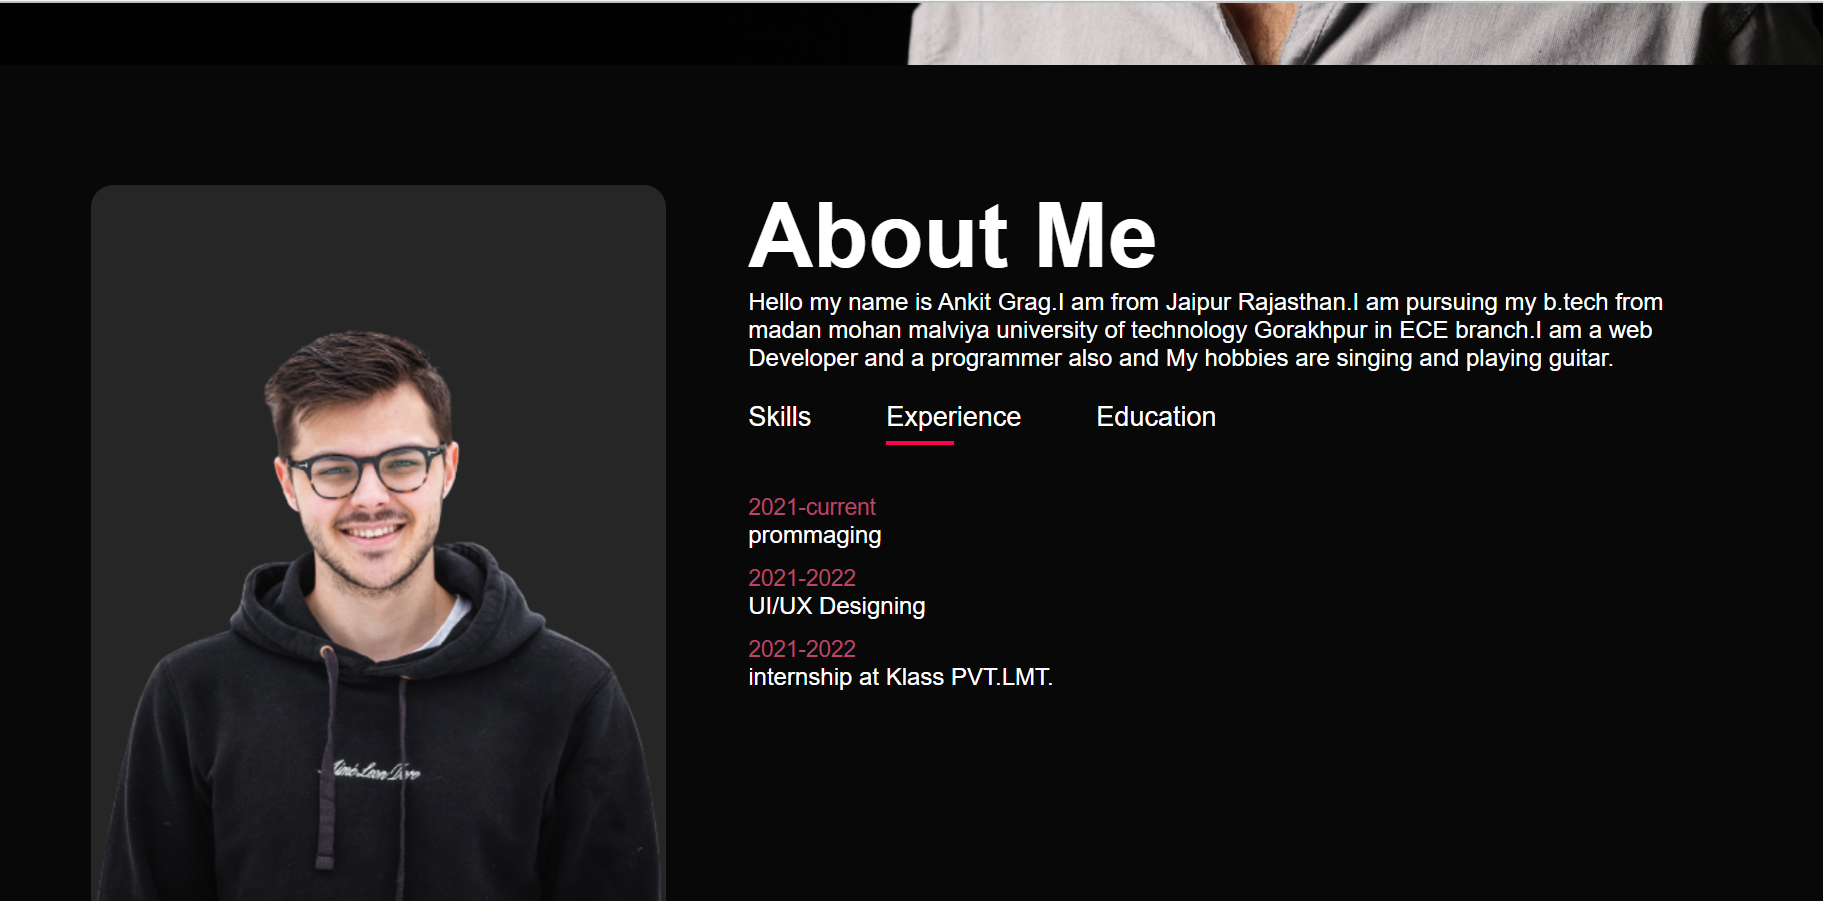 About Me
Hello my name is Ankit Grag.I am from Jaipur Rajasthan.I am pursuing my b.tech from
madan mohan malviya university of technology Gorakhpur in ECE branch.I am a web
Developer and a programmer also and My hobbies are singing and playing guitar.
Skills Experience Education
2021-current
prommaging
2021-2022
UI/UX Designing
2021-2022
internship at Klass PVT.LMT.
Aimé Leon Dore